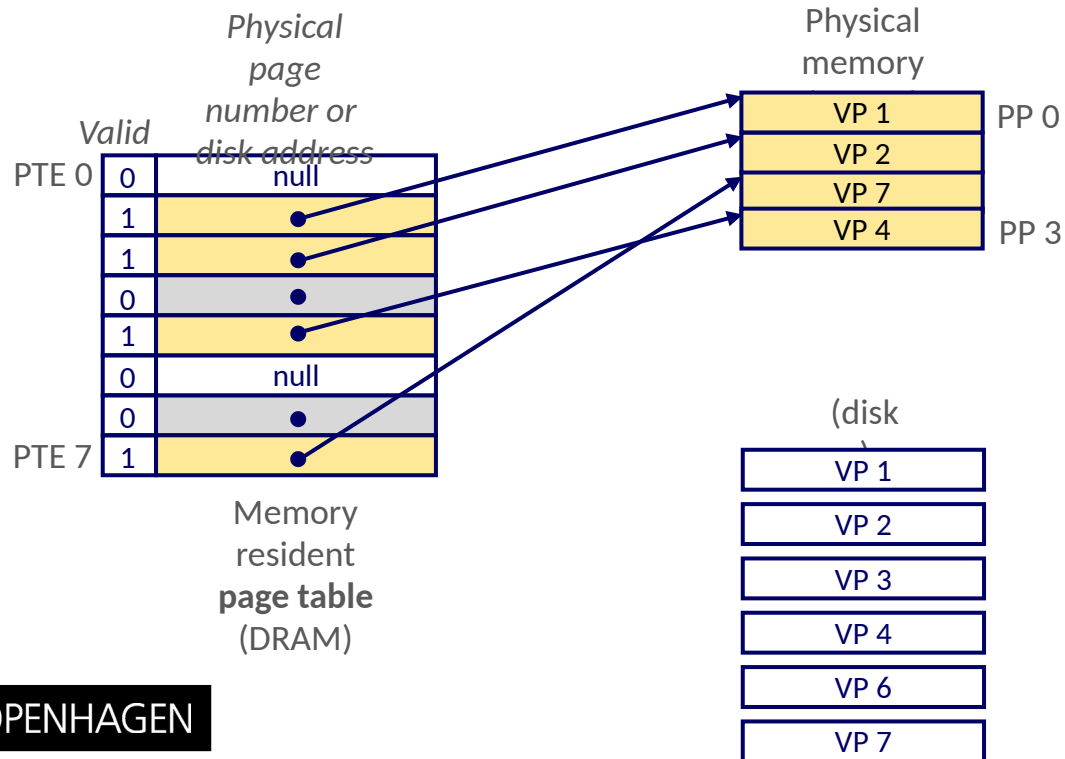 Physical
page
number or
disk address
Valid
PTE 0
0
null
1
1
0
1
0
null
0
PTE 7
1
Memory
resident
page table
(DRAM)
Physical
memory
VP 1
PP 0
VP 2
VP 7
VP 4
PP 3
(disk
)
VP 1
VP 2
VP 3
VP 4
VP 6
VP 7
OPENHAGEN